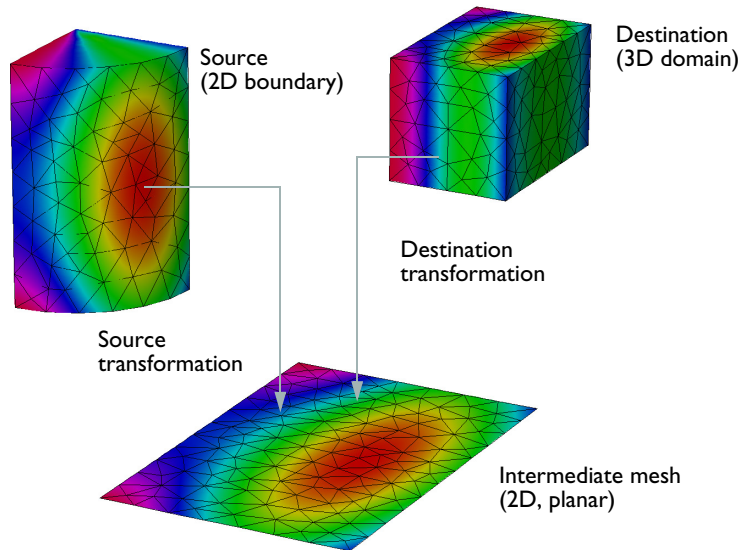 Source
(2D boundary)
Destination
(3D domain)
Destination
transformation
Source
transformation
Intermediate mesh
(2D, planar)